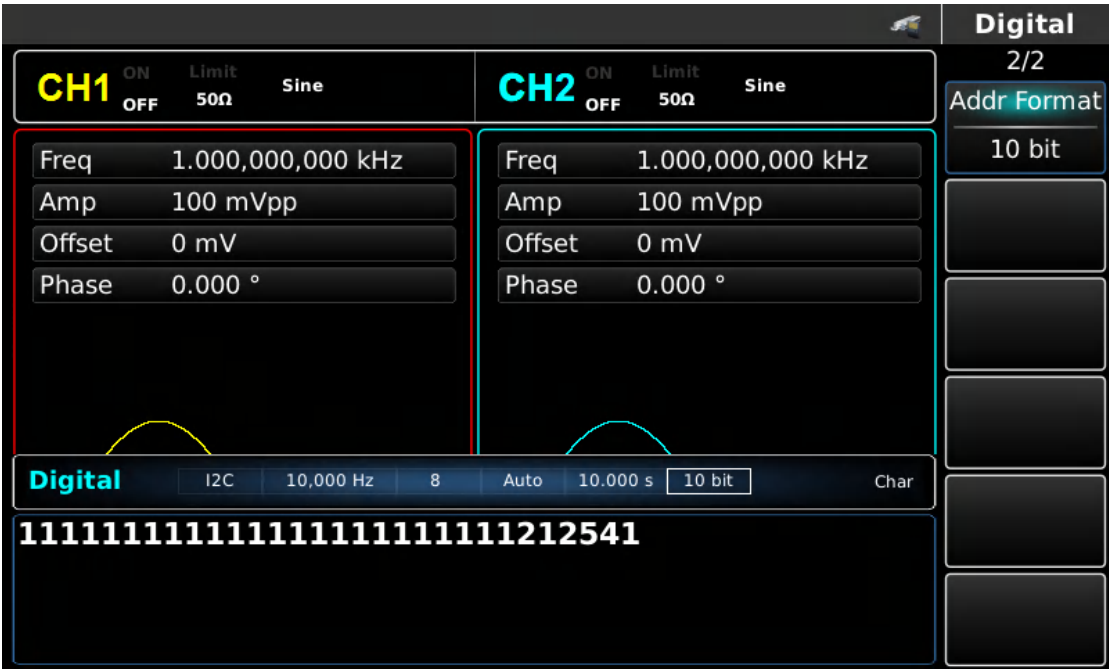 Digital
2/2
CH1 ON OFF Limit 50Ω Sine
CH2 ON OFF Limit 50Ω Sine
Addr Format
10 bit
Freq 1.000,000,000 kHz
Amp 100 mVpp
Offset 0 mV
Phase 0.000 °
Freq 1.000,000,000 kHz
Amp 100 mVpp
Offset 0 mV
Phase 0.000 °
Digital I2C 10,000 Hz 8 Auto 10.000 s 10 bit Char